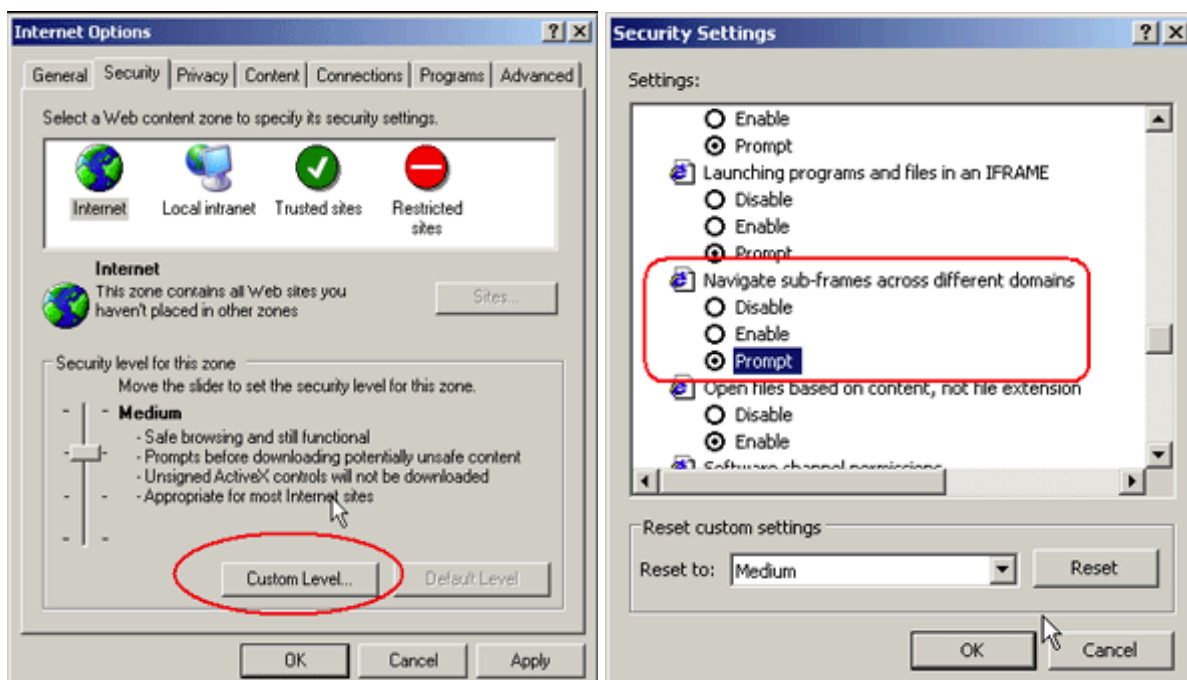 Internet Options
General Security Privacy Content Connections Programs Advanced
Select a Web content zone to specify its security settings.
Internet Local intranet Trusted sites Restricted
sites
Internet
This zone contains all Web sites you
haven't placed in other zones
Sites...
Security level for this zone
Move the slider to set the security level for this zone.
Medium
- Safe browsing and still functional
- Prompts before downloading potentially unsafe content
- Unsigned ActiveX controls will not be downloaded
- Appropriate for most Internet sites
Custom Level... Default Level
OK Cancel Apply
Security Settings
Settings:
Enable
Prompt
Launching programs and files in an IFRAME
Disable
Enable
Prompt
Navigate sub-frames across different domains
Disable
Enable
Prompt
Open files based on content, not file extension
Disable
Enable
Software channel permissions
Reset custom settings
Reset to: Medium Reset
OK Cancel